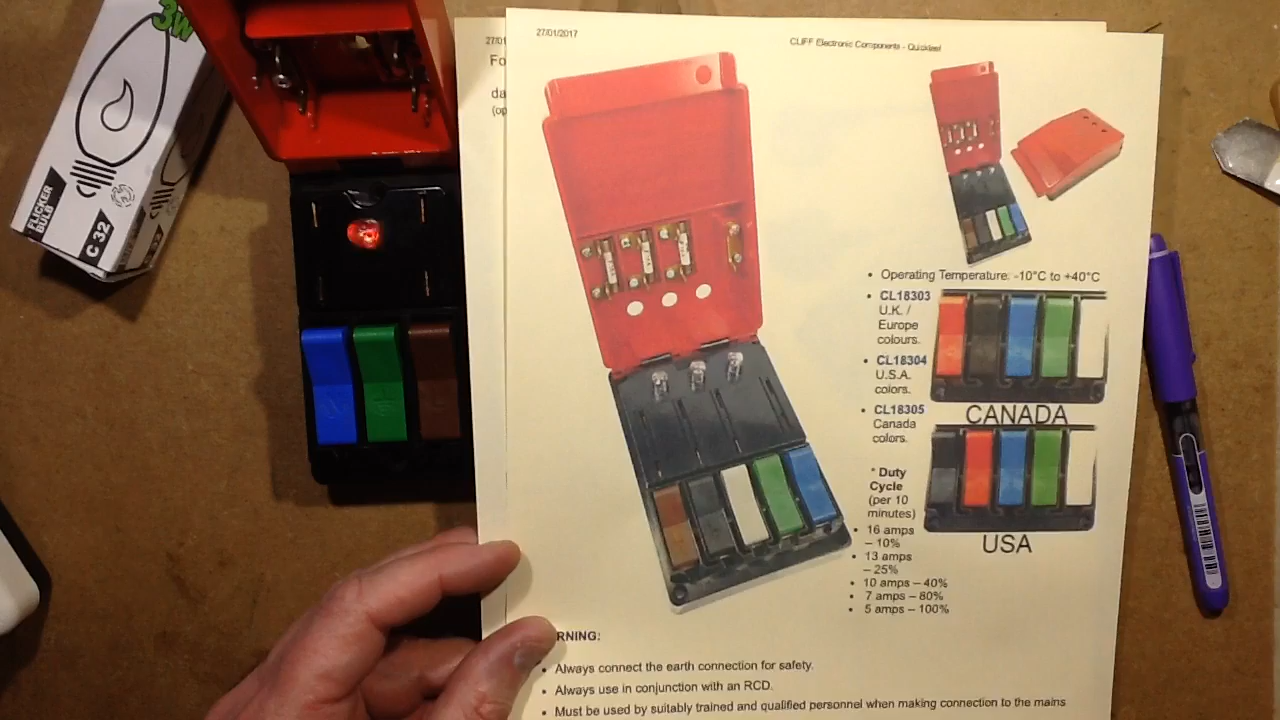 3W
FLICKER
BULB
C 32
27/01
Fo
da
(op
27/01/2017
CLIFF Electronic Components - Quicktest
• Operating Temperature: -10°C to +40°C
• CL18303
U.K. /
Europe
colours.
• CL18304
U.S.A.
colors.
• CL18305
Canada
colors.
CANADA
USA
* Duty
Cycle
(per 10
minutes)
• 16 amps
– 10%
• 13 amps
– 25%
• 10 amps – 40%
• 7 amps – 80%
• 5 amps – 100%
RNING:
• Always connect the earth connection for safety.
• Always use in conjunction with an RCD.
• Must be used by suitably trained and qualified personnel when making connection to the mains